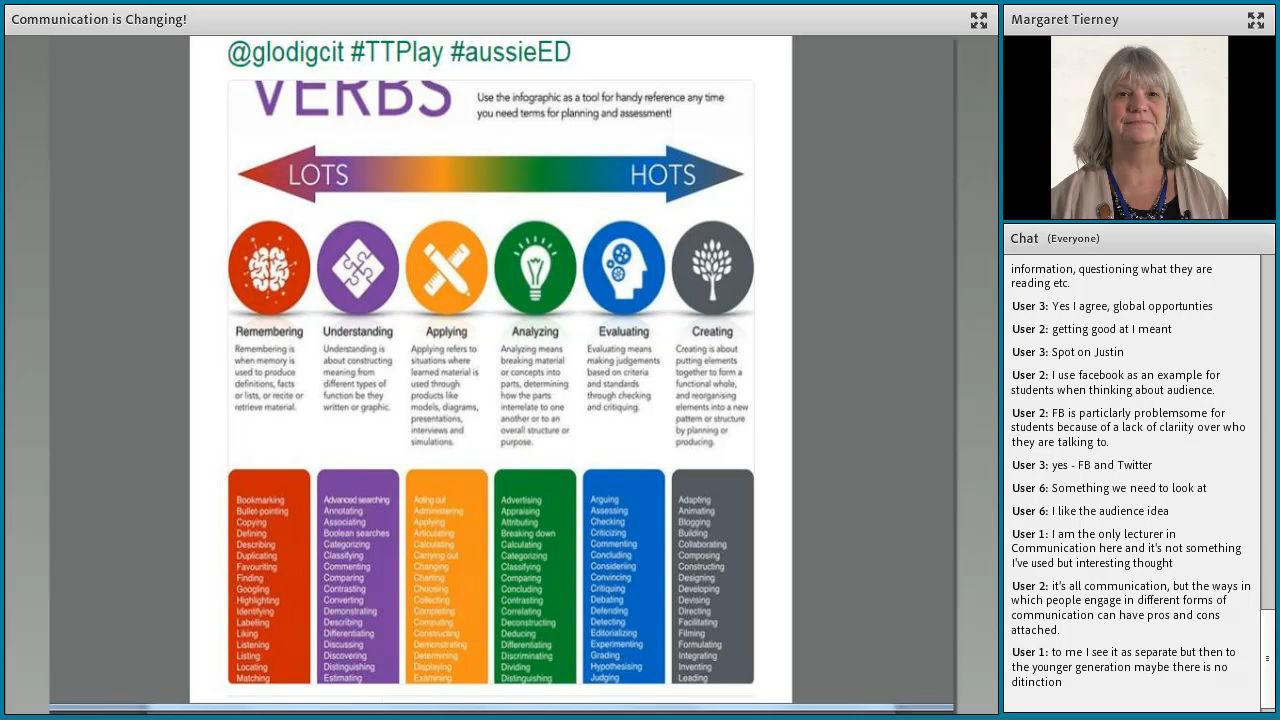 Communication is Changing!
@glodigcit #TTPlay #aussieED
VERBS
Use the infographic as a tool for handy reference any time
you need terms for planning and assessment!
LOTS
HOTS
Remembering
Remembering is
when memory is
used to produce
definitions, facts
or lists, or recite or
retrieve material.
Understanding
Understanding is
about constructing
meaning from
different types of
function be they
written or graphic.
Applying
Applying refers to
situations where
learned material is
used through
products like
models, diagrams,
presentations,
interviews and
simulations.
Analyzing
Analyzing means
breaking material
or concepts into
parts, determining
how the parts
interrelate to one
another or to an
overall structure or
purpose.
Evaluating
Evaluating means
making judgements
based on criteria
and standards
through checking
and critiquing.
Creating
Creating is about
putting elements
together to form a
functional whole,
and reorganising
elements into a new
pattern or structure
by planning or
producing.
Bookmarking
Bullet-pointing
Copying
Defining
Describing
Duplicating
Favouriting
Finding
Googling
Highlighting
Identifying
Labelling
Liking
Listening
Listing
Locating
Matching
Advanced searching
Annotating
Associating
Boolean searches
Categorizing
Classifying
Commenting
Comparing
Contrasting
Converting
Demonstrating
Describing
Differentiating
Discussing
Discovering
Distinguishing
Estimating
Acting out
Administering
Applying
Articulating
Calculating
Carrying out
Changing
Charting
Choosing
Collecting
Completing
Computing
Constructing
Demonstrating
Determining
Displaying
Examining
Advertising
Appraising
Attributing
Breaking down
Calculating
Categorizing
Classifying
Comparing
Concluding
Contrasting
Correlating
Deconstructing
Deducing
Differentiating
Discriminating
Dividing
Distinguishing
Arguing
Assessing
Checking
Criticizing
Commenting
Concluding
Considering
Convincing
Critiquing
Debating
Defending
Detecting
Editorializing
Experimenting
Grading
Hypothesising
Judging
Adapting
Animating
Blogging
Building
Collaborating
Composing
Constructing
Designing
Developing
Devising
Directing
Facilitating
Filming
Formulating
Integrating
Inventing
Leading
Margaret Tierney
Chat (Everyone)
information, questioning what they are
reading etc.
User 3: Yes I agree, global opportunties
User 2: getting good at I meant
User 3: Spot on Justin
User 2: I use facebook as an example for
students when thinking about audience
User 2: FB is particularly problemsome for
students because of a lack of clarity over who
they are talking to.
User 3: yes - FB and Twitter
User 6: Something we need to look at
User 6: I like the audience idea
User 1: I am the only lecturer in
Communication here and it's not something
I've used but interesting thought
User 2: it's all communication, but the wats in
which people engage in different forms of
communication can have pros and cons
attached.
User 1: to me I see it as separate but then to
the younger generation maybe there is no
ditinction